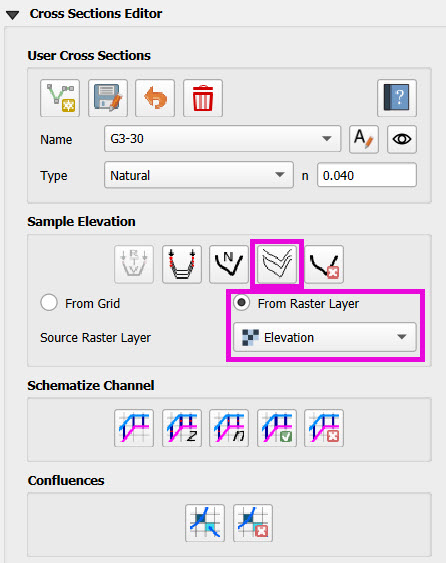 Cross Sections Editor
User Cross Sections
?
Name G3-30 A
Type Natural n 0.040
Sample Elevation
R
T
V
N
From Grid From Raster Layer
Source Raster Layer Elevation
Schematize Channel
z n
Confluences